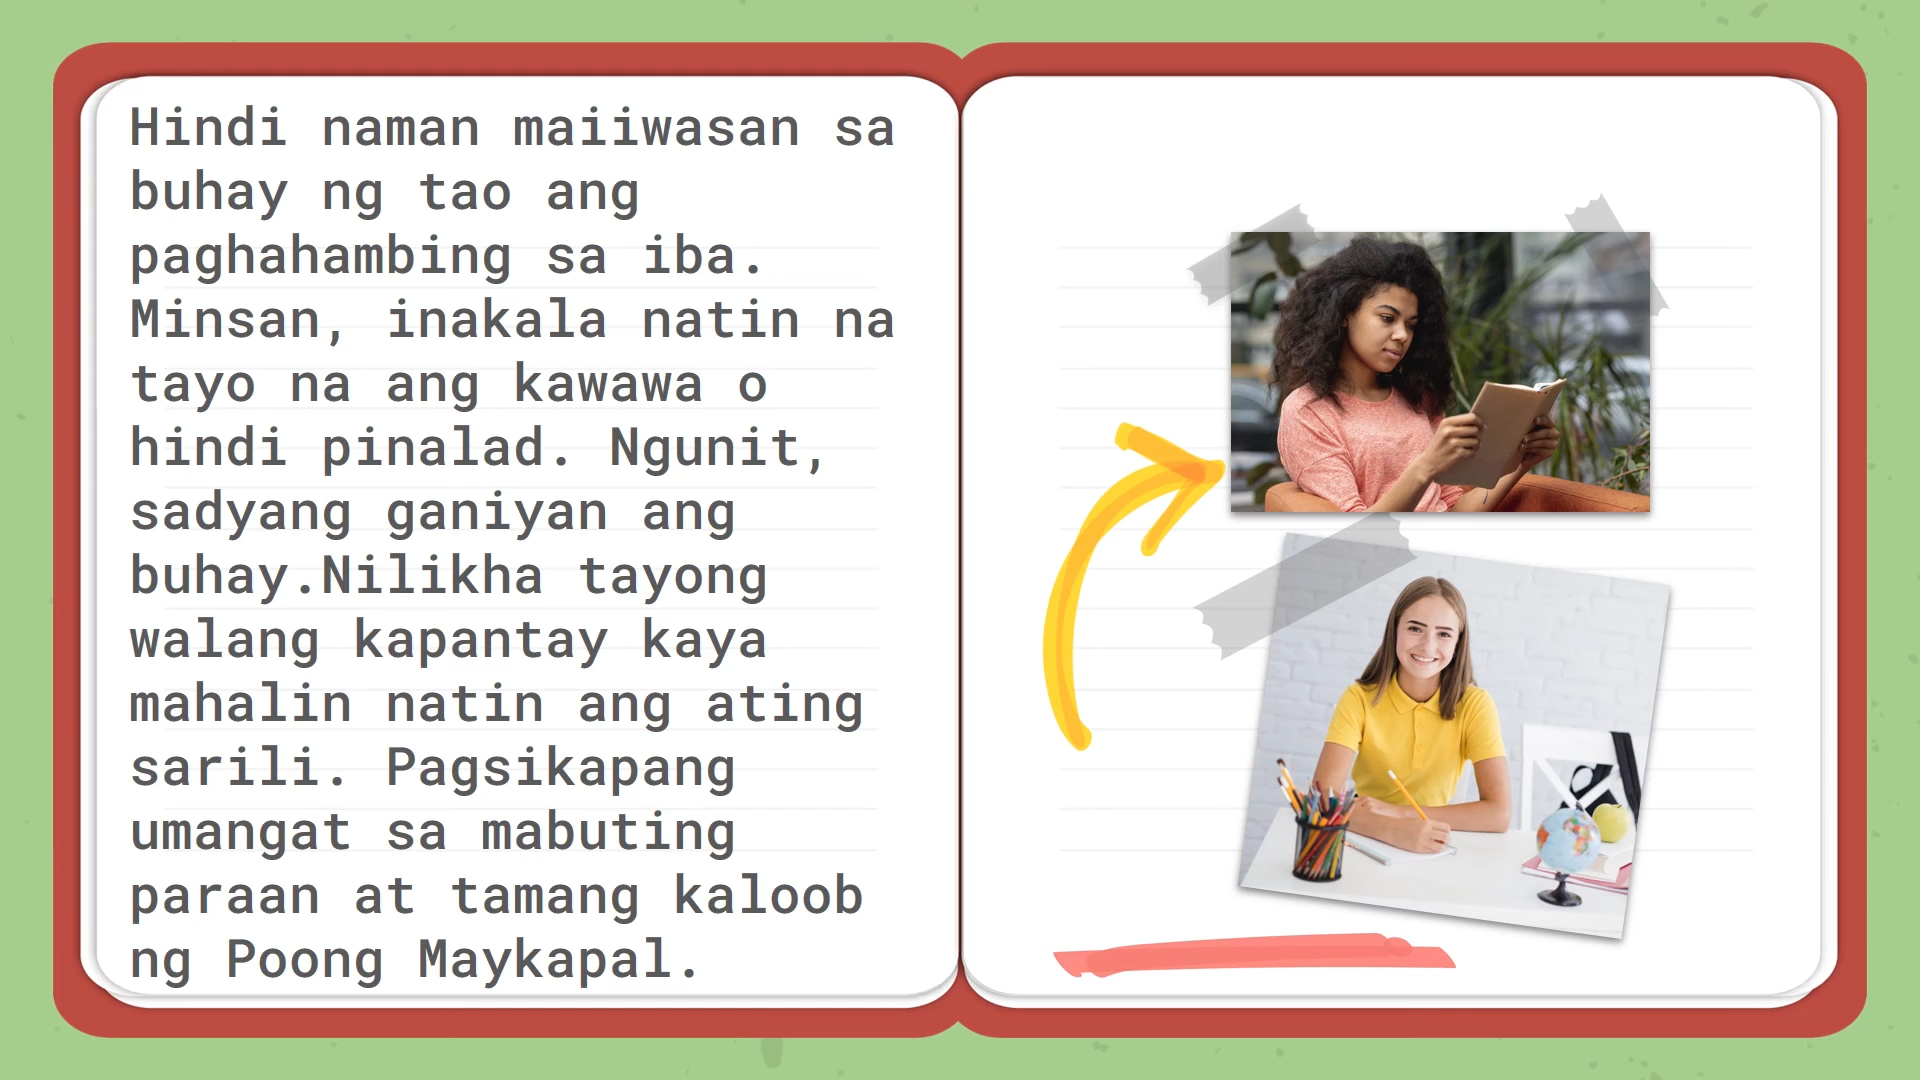 Hindi naman maiiwasan sa
buhay ng tao ang
paghahambing sa iba.
Minsan, inakala natin na
tayo na ang kawawa o
hindi pinalad. Ngunit,
sadyang ganiyan ang
buhay.Nilikha tayong
walang kapantay kaya
mahalin natin ang ating
sarili. Pagsikapang
umangat sa mabuting
paraan at tamang kaloob
ng Poong Maykapal.